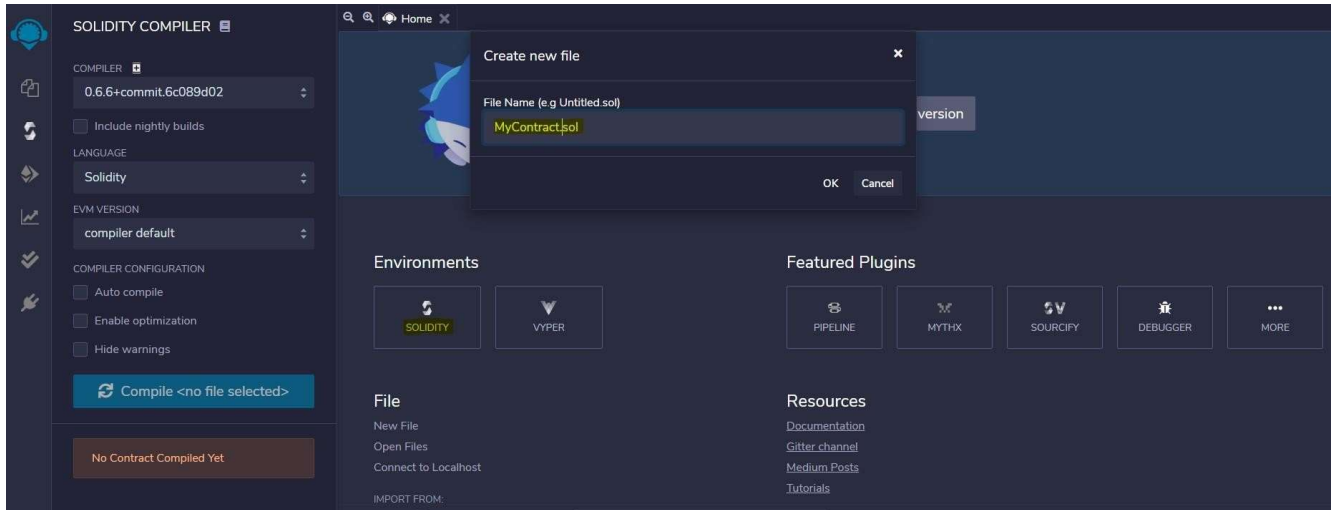 SOLIDITY COMPILER
COMPILER
0.6.6+commit.6c089d02
Include nightly builds
LANGUAGE
Solidity
EVM VERSION
compiler default
COMPILER CONFIGURATION
Auto compile
Enable optimization
Hide warnings
Compile <no file selected>
No Contract Compiled Yet
Home
Create new file
File Name (e.g Untitled.sol)
MyContract.sol
OK Cancel
version
Environments
SOLIDITY VYPER
Featured Plugins
PIPELINE MYTHX SOURCIFY DEBUGGER MORE
File
New File
Open Files
Connect to Localhost
IMPORT FROM:
Resources
Documentation
Gitter channel
Medium Posts
Tutorials